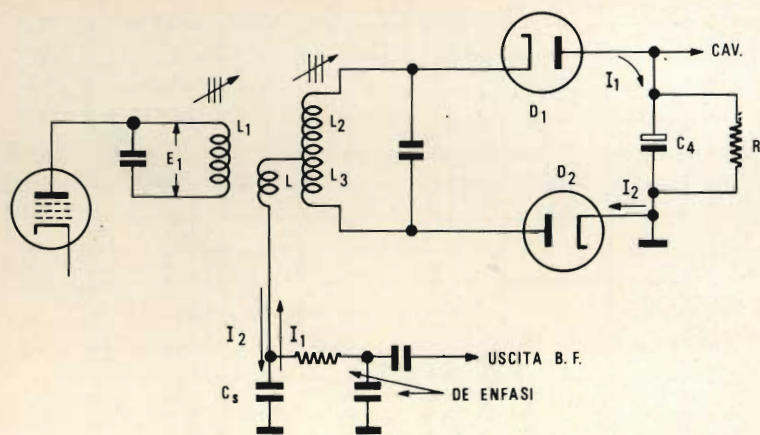 CAV.
I1
D1
L1
L2
E1
L
L3
C4
R
D2
I2
I2
I1
USCITA B.F.
Cs
DE ENFASI